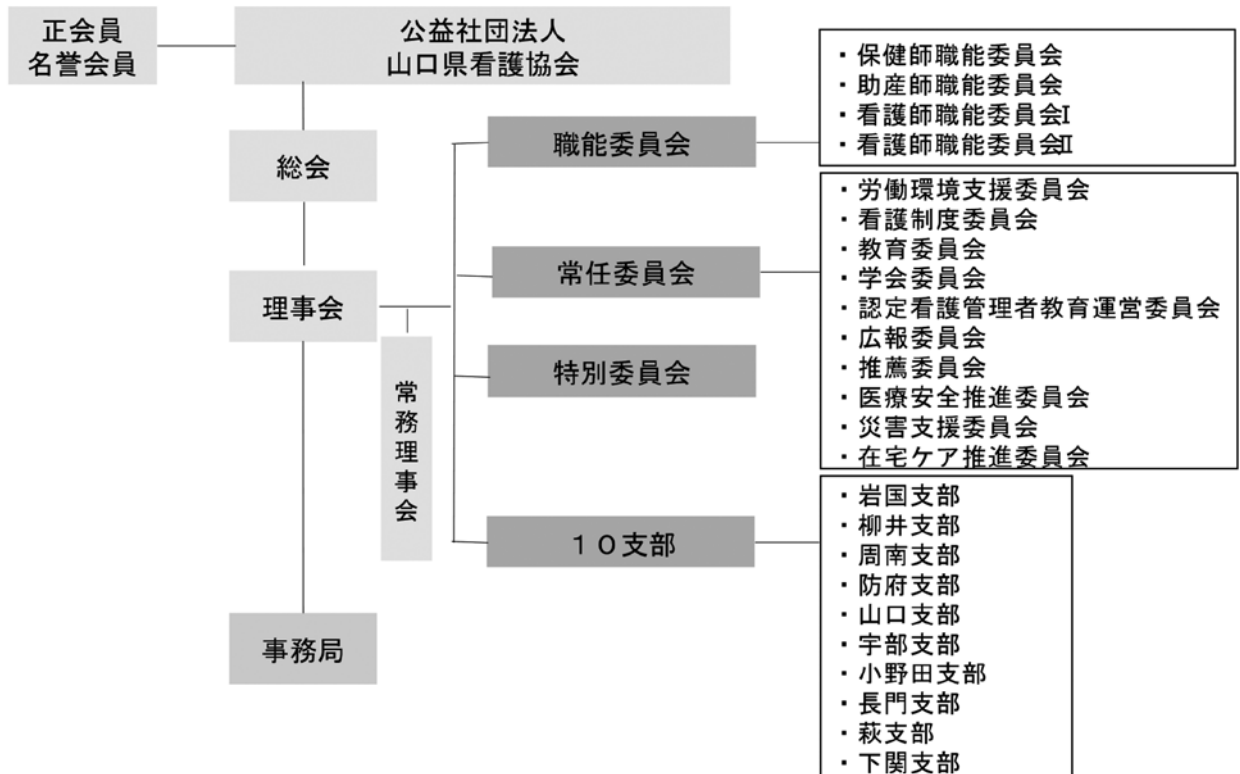 正会員
名誉会員
公益社団法人
山口県看護協会
総会
理事会
常務理事会
事務局
職能委員会
・保健師職能委員会
・助産師職能委員会
・看護師職能委員会Ⅰ
・看護師職能委員会Ⅱ
常任委員会
・労働環境支援委員会
・看護制度委員会
・教育委員会
・学会委員会
・認定看護管理者教育運営委員会
・広報委員会
・推薦委員会
・医療安全推進委員会
・災害支援委員会
・在宅ケア推進委員会
特別委員会
１０支部
・岩国支部
・柳井支部
・周南支部
・防府支部
・山口支部
・宇部支部
・小野田支部
・長門支部
・萩支部
・下関支部